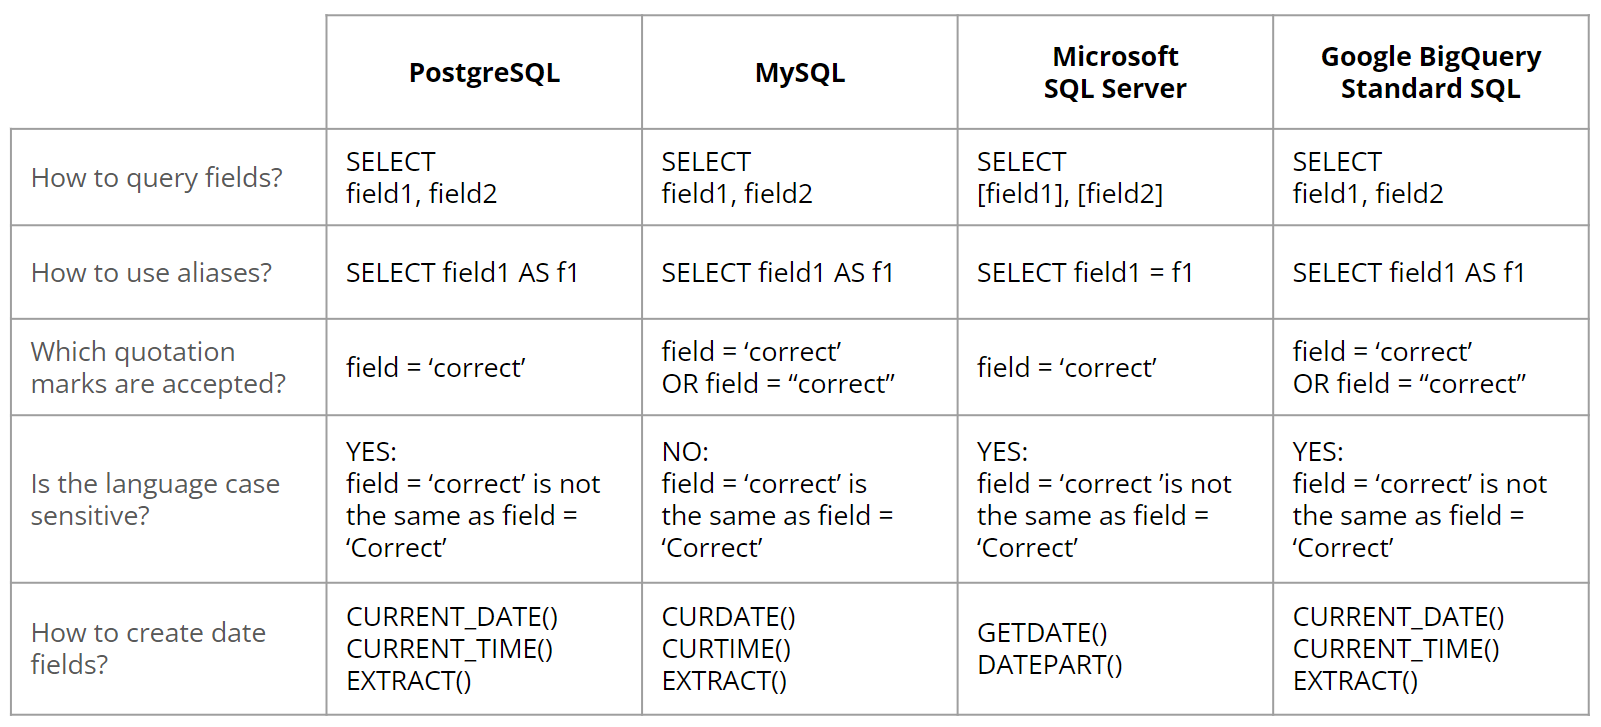 PostgreSQL
MySQL
Microsoft
SQL Server
Google BigQuery
Standard SQL
How to query fields?
SELECT
field1, field2
SELECT
field1, field2
SELECT
[field1], [field2]
SELECT
field1, field2
How to use aliases?
SELECT field1 AS f1
SELECT field1 AS f1
SELECT field1 = f1
SELECT field1 AS f1
Which quotation
marks are accepted?
field = ‘correct’
field = ‘correct’
OR field = “correct”
field = ‘correct’
field = ‘correct’
OR field = “correct”
Is the language case
sensitive?
YES:
field = ‘correct’ is not
the same as field =
‘Correct’
NO:
field = ‘correct’ is
the same as field =
‘Correct’
YES:
field = ‘correct ’is not
the same as field =
‘Correct’
YES:
field = ‘correct’ is not
the same as field =
‘Correct’
How to create date
fields?
CURRENT_DATE()
CURRENT_TIME()
EXTRACT()
CURDATE()
CURTIME()
EXTRACT()
GETDATE()
DATEPART()
CURRENT_DATE()
CURRENT_TIME()
EXTRACT()